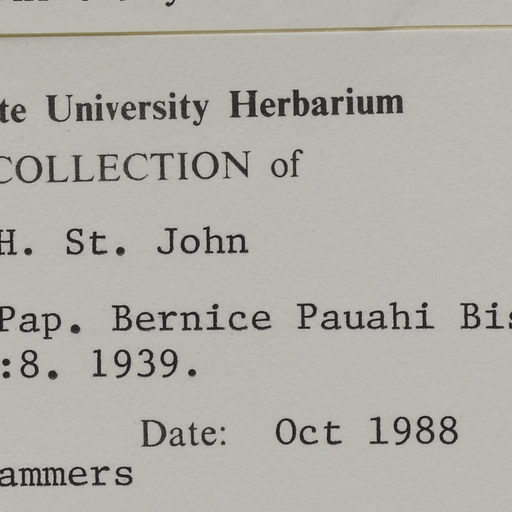 te University Herbarium
COLLECTION of
H. St. John
Pap. Bernice Pauahi Bis
:8. 1939.
Date: Oct 1988
ammers